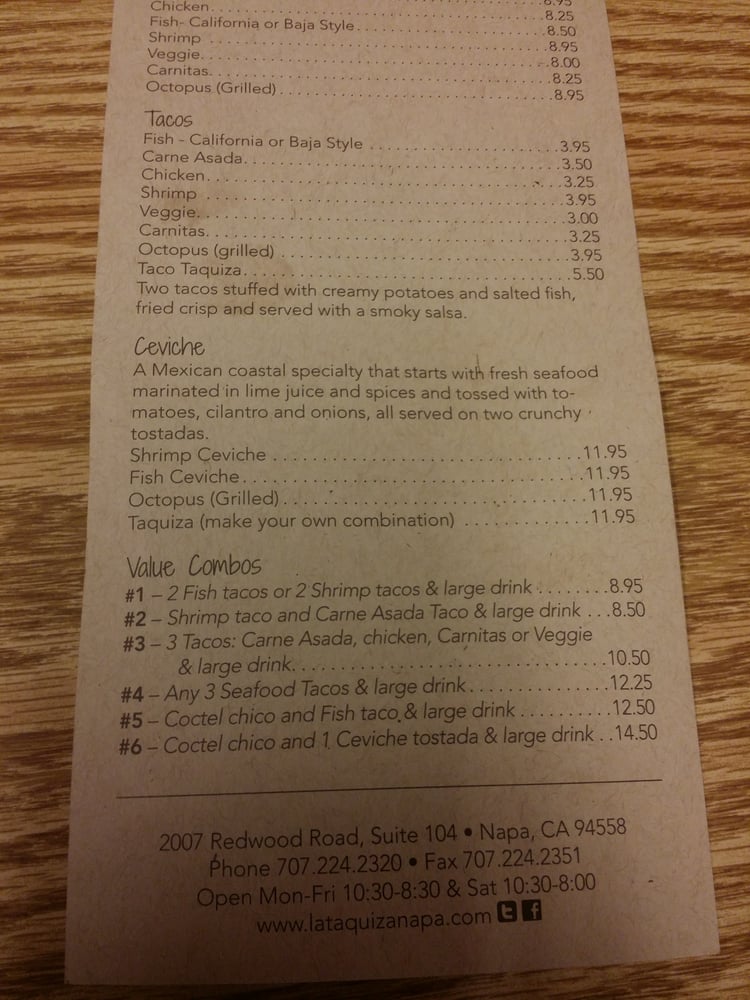 Chicken. . . . . . . . . . . . . . . . . . . . . . . . . . . . . . . . . . . . . 8.25
Fish- California or Baja Style . . . . . . . . . . . . . . . . . . . . 8.50
Shrimp . . . . . . . . . . . . . . . . . . . . . . . . . . . . . . . . . . . . . 8.95
Veggie. . . . . . . . . . . . . . . . . . . . . . . . . . . . . . . . . . . . . 8.00
Carnitas. . . . . . . . . . . . . . . . . . . . . . . . . . . . . . . . . . . . 8.25
Octopus (Grilled) . . . . . . . . . . . . . . . . . . . . . . . . . . . . . 8.95
Tacos
Fish - California or Baja Style . . . . . . . . . . . . . . . . . . . 3.95
Carne Asada. . . . . . . . . . . . . . . . . . . . . . . . . . . . . . . . 3.50
Chicken. . . . . . . . . . . . . . . . . . . . . . . . . . . . . . . . . . . . 3.25
Shrimp . . . . . . . . . . . . . . . . . . . . . . . . . . . . . . . . . . . . 3.95
Veggie. . . . . . . . . . . . . . . . . . . . . . . . . . . . . . . . . . . . 3.00
Carnitas. . . . . . . . . . . . . . . . . . . . . . . . . . . . . . . . . . . 3.25
Octopus (grilled) . . . . . . . . . . . . . . . . . . . . . . . . . . . . 3.95
Taco Taquiza. . . . . . . . . . . . . . . . . . . . . . . . . . . . . . . . 5.50
Two tacos stuffed with creamy potatoes and salted fish,
fried crisp and served with a smoky salsa.
Ceviche
A Mexican coastal specialty that starts with fresh seafood
marinated in lime juice and spices and tossed with to-
matoes, cilantro and onions, all served on two crunchy
tostadas.
Shrimp Ceviche . . . . . . . . . . . . . . . . . . . . . . . . . . . . 11.95
Fish Ceviche. . . . . . . . . . . . . . . . . . . . . . . . . . . . . . . 11.95
Octopus (Grilled) . . . . . . . . . . . . . . . . . . . . . . . . . . . 11.95
Taquiza (make your own combination) . . . . . . . . . . . 11.95
Value Combos
#1 – 2 Fish tacos or 2 Shrimp tacos & large drink . . . . . . . . 8.95
#2 – Shrimp taco and Carne Asada Taco & large drink . . . 8.50
#3 – 3 Tacos: Carne Asada, chicken, Carnitas or Veggie
& large drink. . . . . . . . . . . . . . . . . . . . . . . . . . . . . . . 10.50
#4 – Any 3 Seafood Tacos & large drink . . . . . . . . . . . . . 12.25
#5 – Coctel chico and Fish taco & large drink . . . . . . . . . 12.50
#6 – Coctel chico and 1 Ceviche tostada & large drink . . 14.50
2007 Redwood Road, Suite 104 • Napa, CA 94558
Phone 707.224.2320 • Fax 707.224.2351
Open Mon-Fri 10:30-8:30 & Sat 10:30-8:00
www.lataquizanapa.com t f